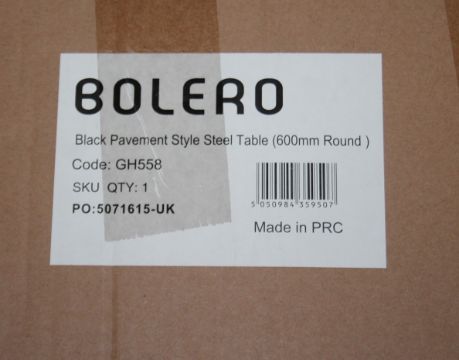 BOLERO
Black Pavement Style Steel Table (600mm Round )
Code: GH558
SKU QTY: 1
PO:5071615-UK
5 050984 359507
Made in PRC